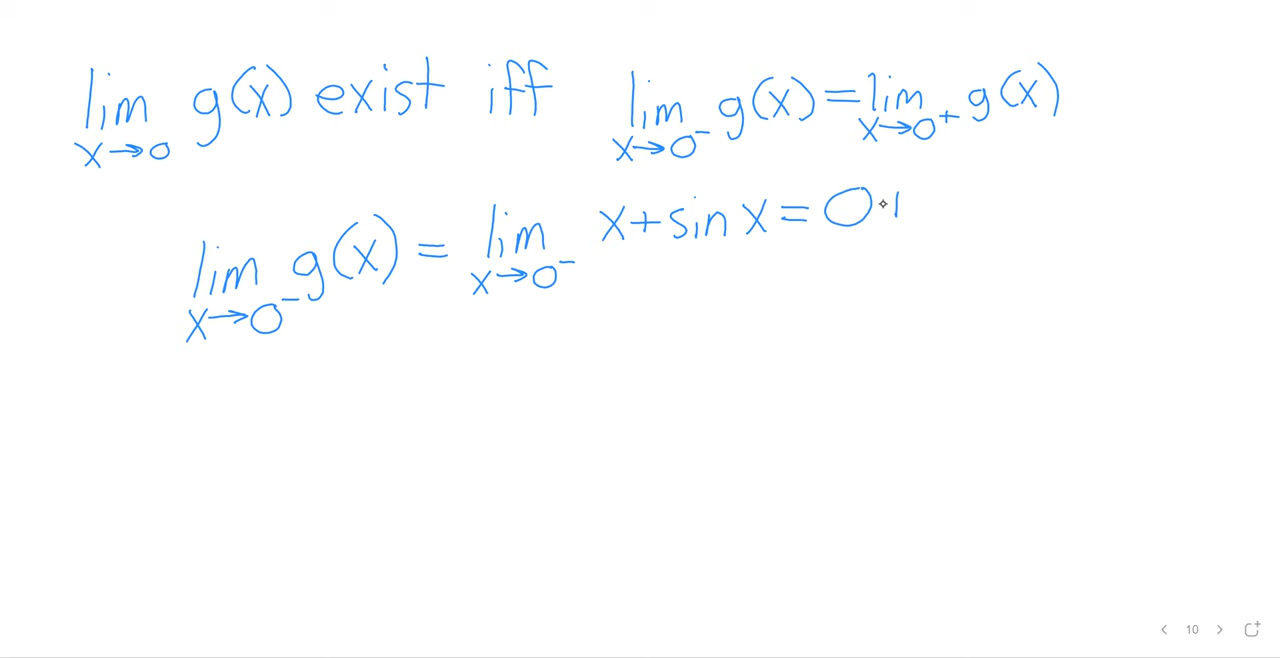 lim x→0 g(x) exist iff lim x→0⁻ g(x) = lim x→0⁺ g(x)
lim x→0⁻ g(x) = lim x→0⁻ x + sin x = 0
10